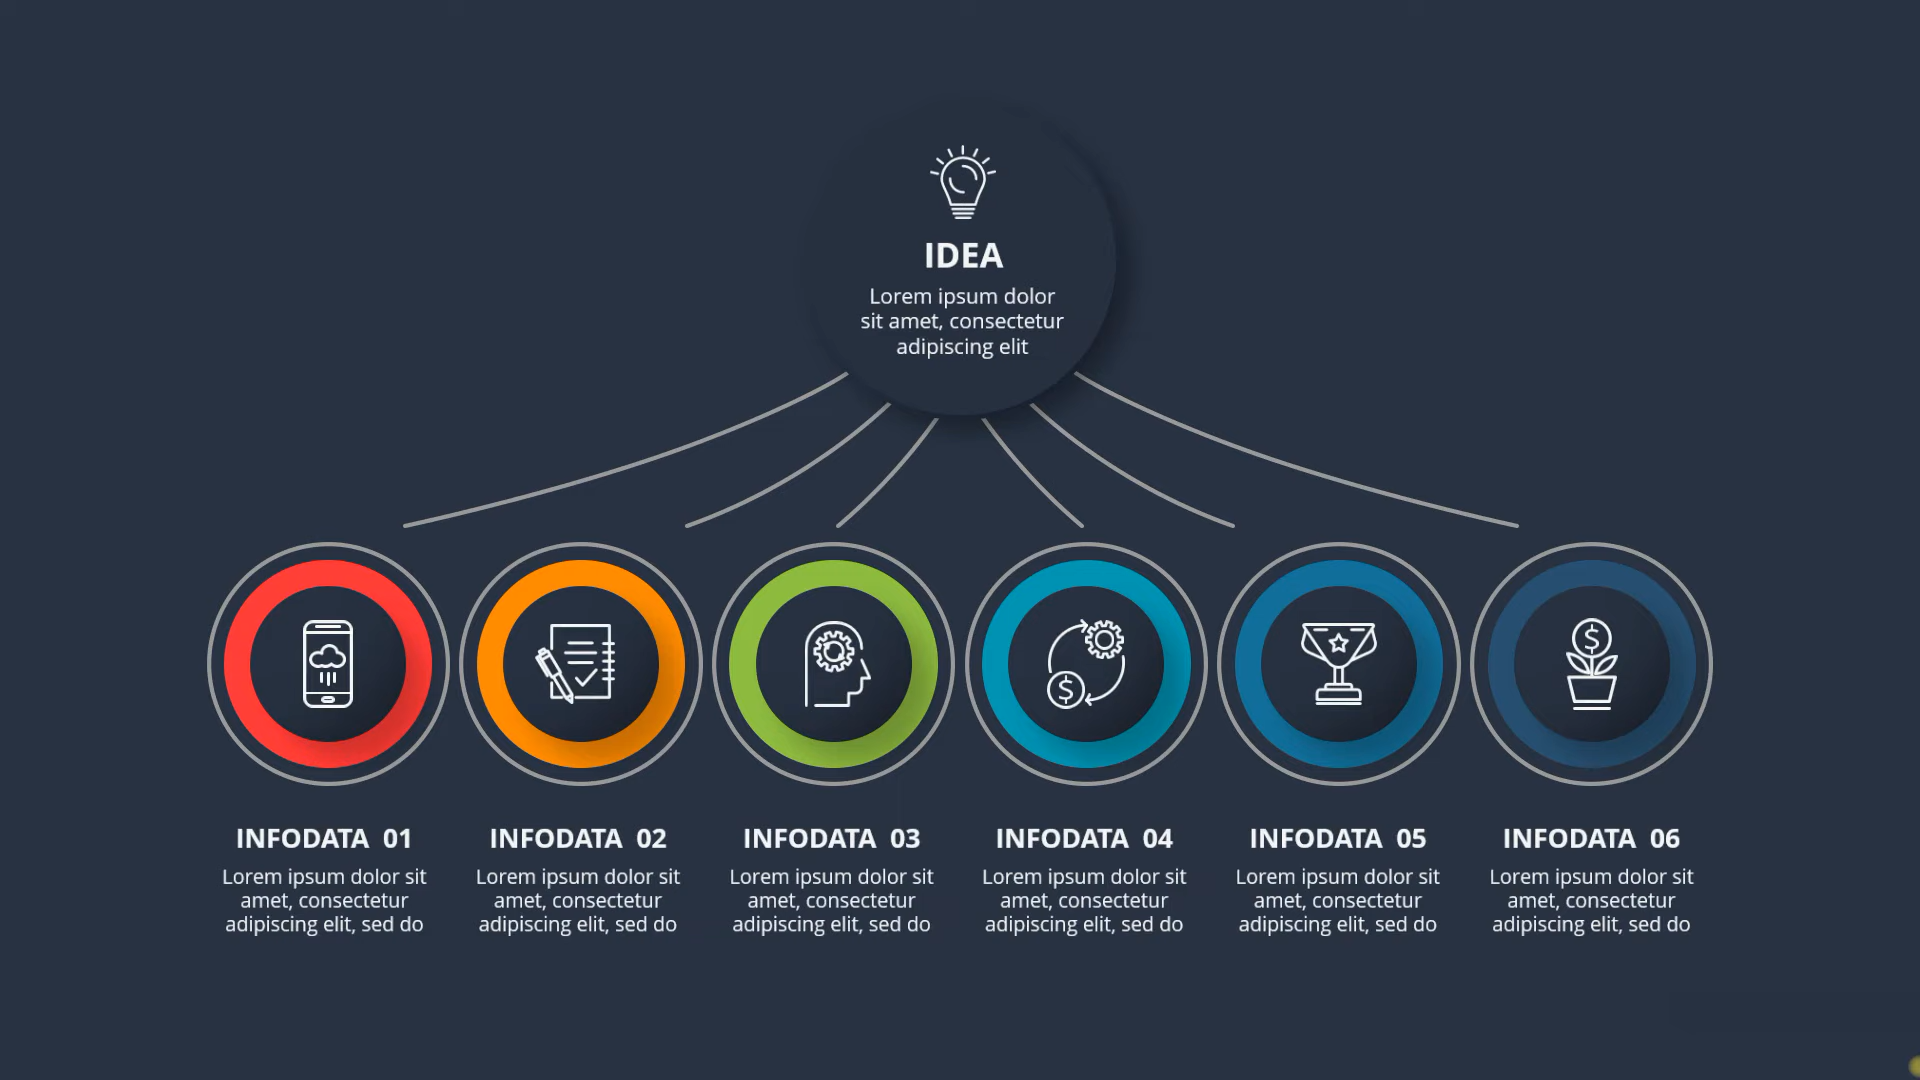 IDEA
Lorem ipsum dolor
sit amet, consectetur
adipiscing elit
INFODATA 01
Lorem ipsum dolor sit
amet, consectetur
adipiscing elit, sed do
INFODATA 02
Lorem ipsum dolor sit
amet, consectetur
adipiscing elit, sed do
INFODATA 03
Lorem ipsum dolor sit
amet, consectetur
adipiscing elit, sed do
INFODATA 04
Lorem ipsum dolor sit
amet, consectetur
adipiscing elit, sed do
INFODATA 05
Lorem ipsum dolor sit
amet, consectetur
adipiscing elit, sed do
INFODATA 06
Lorem ipsum dolor sit
amet, consectetur
adipiscing elit, sed do